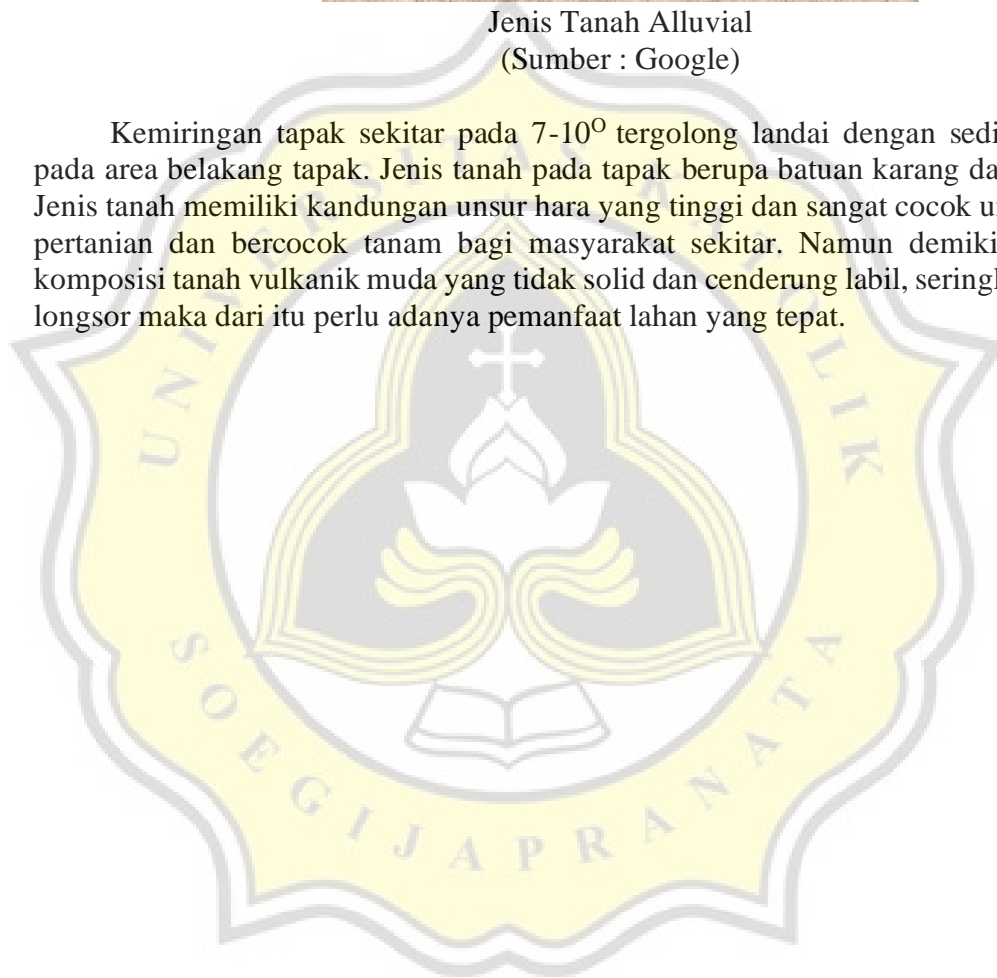 Jenis Tanah Alluvial
(Sumber : Google)
Kemiringan tapak sekitar pada 7-10O tergolong landai dengan sedi
pada area belakang tapak. Jenis tanah pada tapak berupa batuan karang da
Jenis tanah memiliki kandungan unsur hara yang tinggi dan sangat cocok u
pertanian dan bercocok tanam bagi masyarakat sekitar. Namun demiki
komposisi tanah vulkanik muda yang tidak solid dan cenderung labil, seringl
longsor maka dari itu perlu adanya pemanfaat lahan yang tepat.
UNIVERSITAS KATOLIK
SOEGIJAPRANATA